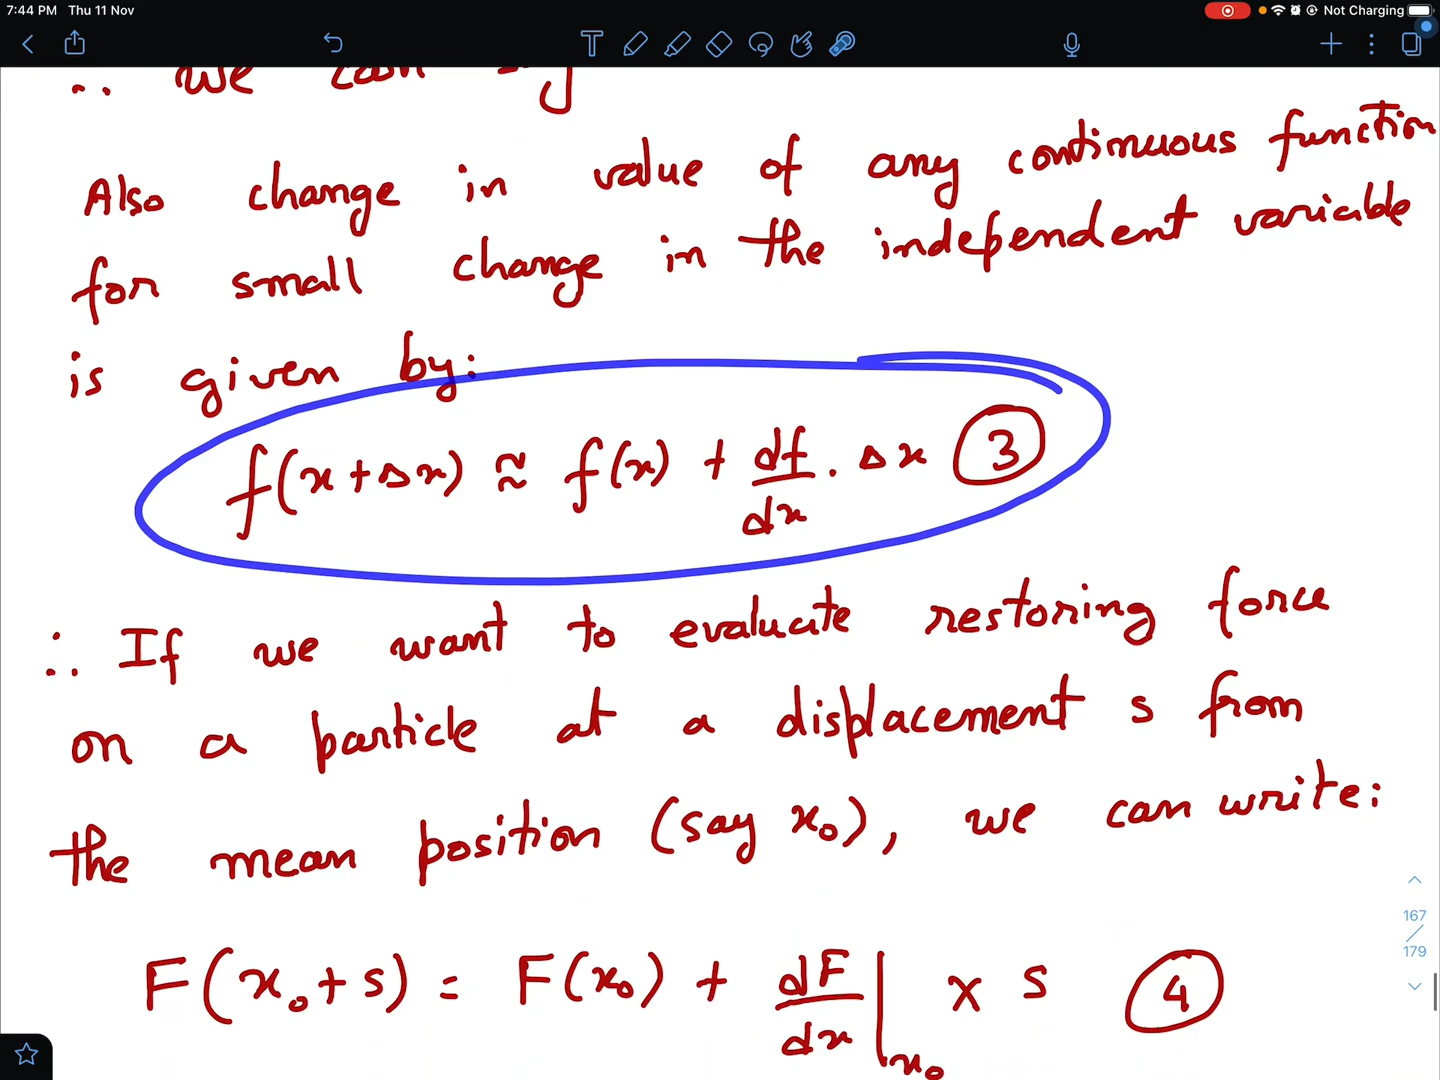 7:44 PM Thu 11 Nov
Not Charging
∴ we can
Also change in value of any continuous function
for small change in the independent variable
is given by:
f(x+Δx) ≈ f(x) + df/dx . Δx ③
∴ If we want to evaluate restoring force
on a particle at a displacement s from
the mean position (say x₀), we can write:
F(x₀+s) = F(x₀) + dF/dx|x₀ × s ④
167
/
179